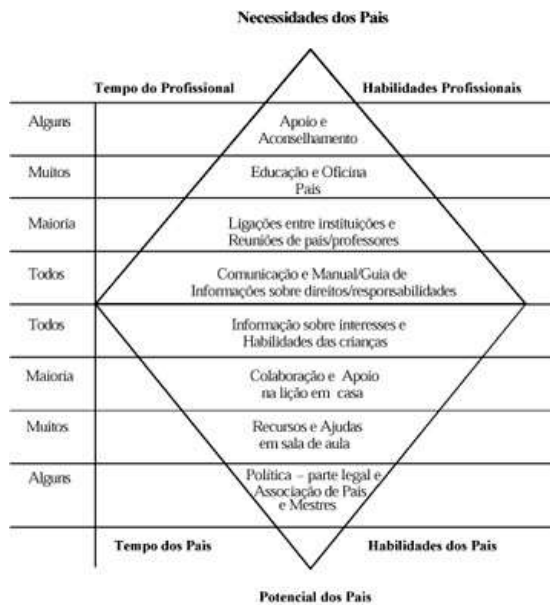 Necessidades dos Pais
Tempo do Profissional
Habilidades Profissionais
Alguns
Apoio e
Aconselhamento
Muitos
Educação e Oficina
Pais
Maioria
Ligações entre instituições e
Reuniões de pais/professores
Todos
Comunicação e Manual/Guia de
Informações sobre direitos/responsabilidades
Todos
Informação sobre interesses e
Habilidades das crianças
Maioria
Colaboração e Apoio
na lição em casa
Muitos
Recursos e Ajudas
em sala de aula
Alguns
Política – parte legal e
Associação de Pais
e Mestres
Tempo dos Pais
Habilidades dos Pais
Potencial dos Pais